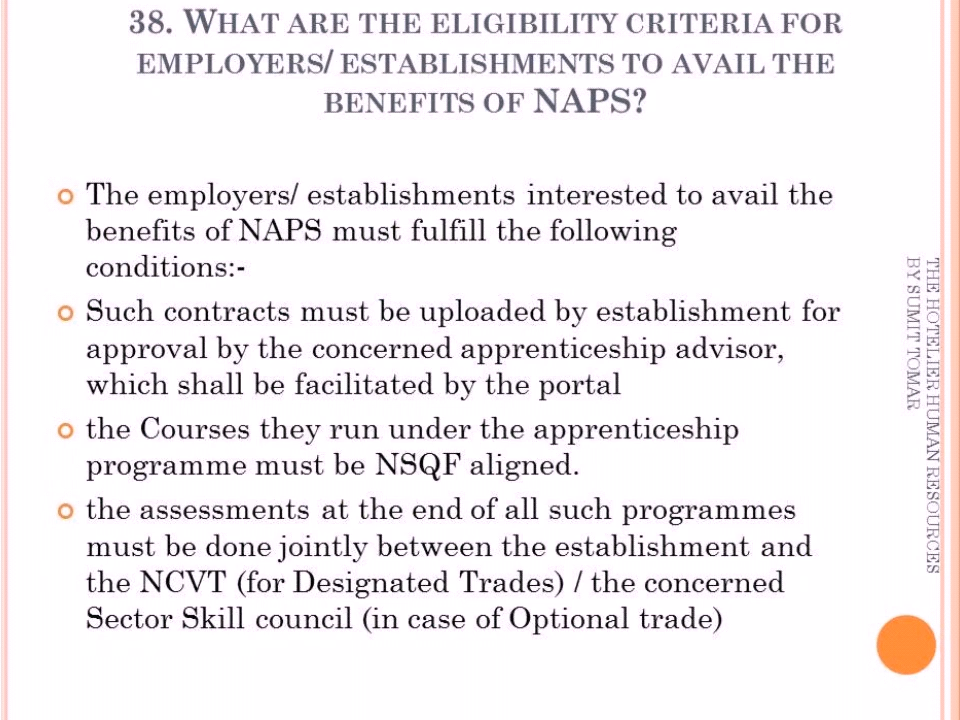 38. WHAT ARE THE ELIGIBILITY CRITERIA FOR
EMPLOYERS/ ESTABLISHMENTS TO AVAIL THE
BENEFITS OF NAPS?
The employers/ establishments interested to avail the
benefits of NAPS must fulfill the following
conditions:-
Such contracts must be uploaded by establishment for
approval by the concerned apprenticeship advisor,
which shall be facilitated by the portal
the Courses they run under the apprenticeship
programme must be NSQF aligned.
the assessments at the end of all such programmes
must be done jointly between the establishment and
the NCVT (for Designated Trades) / the concerned
Sector Skill council (in case of Optional trade)
THE HOTELIER HUMAN RESOURCES
BY SUMIT TOMAR